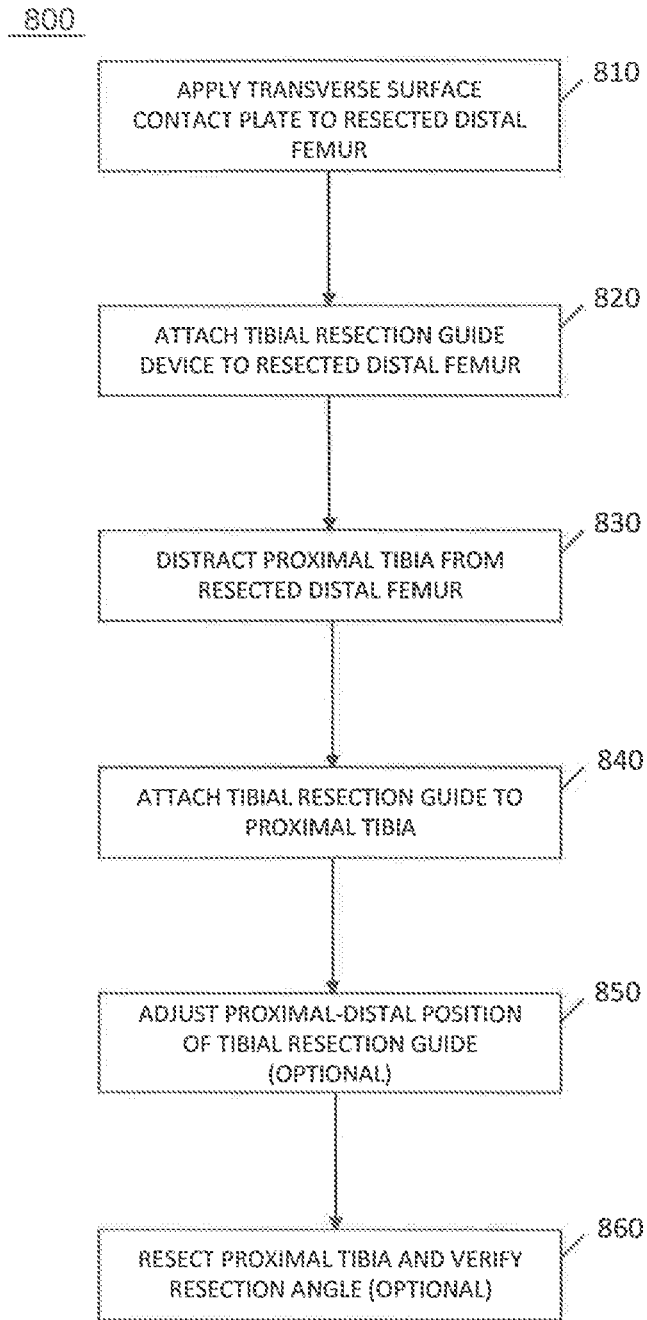 800
APPLY TRANSVERSE SURFACE
CONTACT PLATE TO RESECTED DISTAL
FEMUR
810
ATTACH TIBIAL RESECTION GUIDE
DEVICE TO RESECTED DISTAL FEMUR
820
DISTRACT PROXIMAL TIBIA FROM
RESECTED DISTAL FEMUR
830
ATTACH TIBIAL RESECTION GUIDE TO
PROXIMAL TIBIA
840
ADJUST PROXIMAL-DISTAL POSITION
OF TIBIAL RESECTION GUIDE
(OPTIONAL)
850
RESECT PROXIMAL TIBIA AND VERIFY
RESECTION ANGLE (OPTIONAL)
860